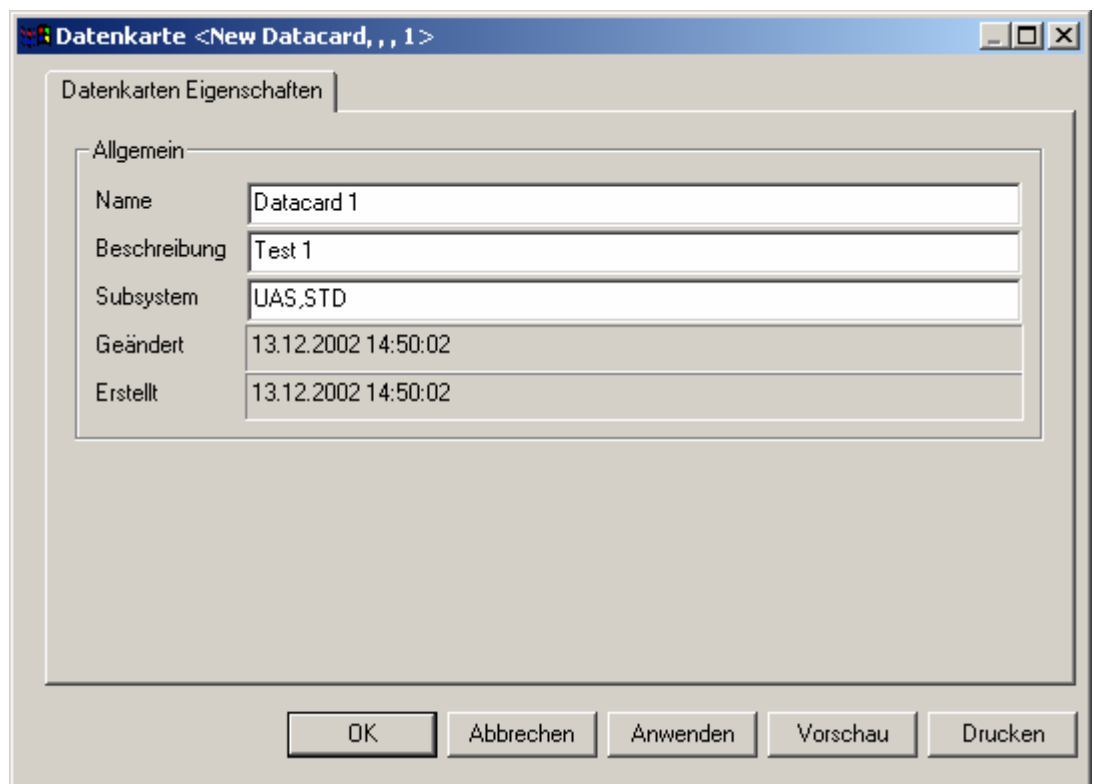 Datenkarte <New Datacard, , , 1>
Datenkarten Eigenschaften
Allgemein
Name Datacard 1
Beschreibung Test 1
Subsystem UAS,STD
Geändert 13.12.2002 14:50:02
Erstellt 13.12.2002 14:50:02
OK Abbrechen Anwenden Vorschau Drucken